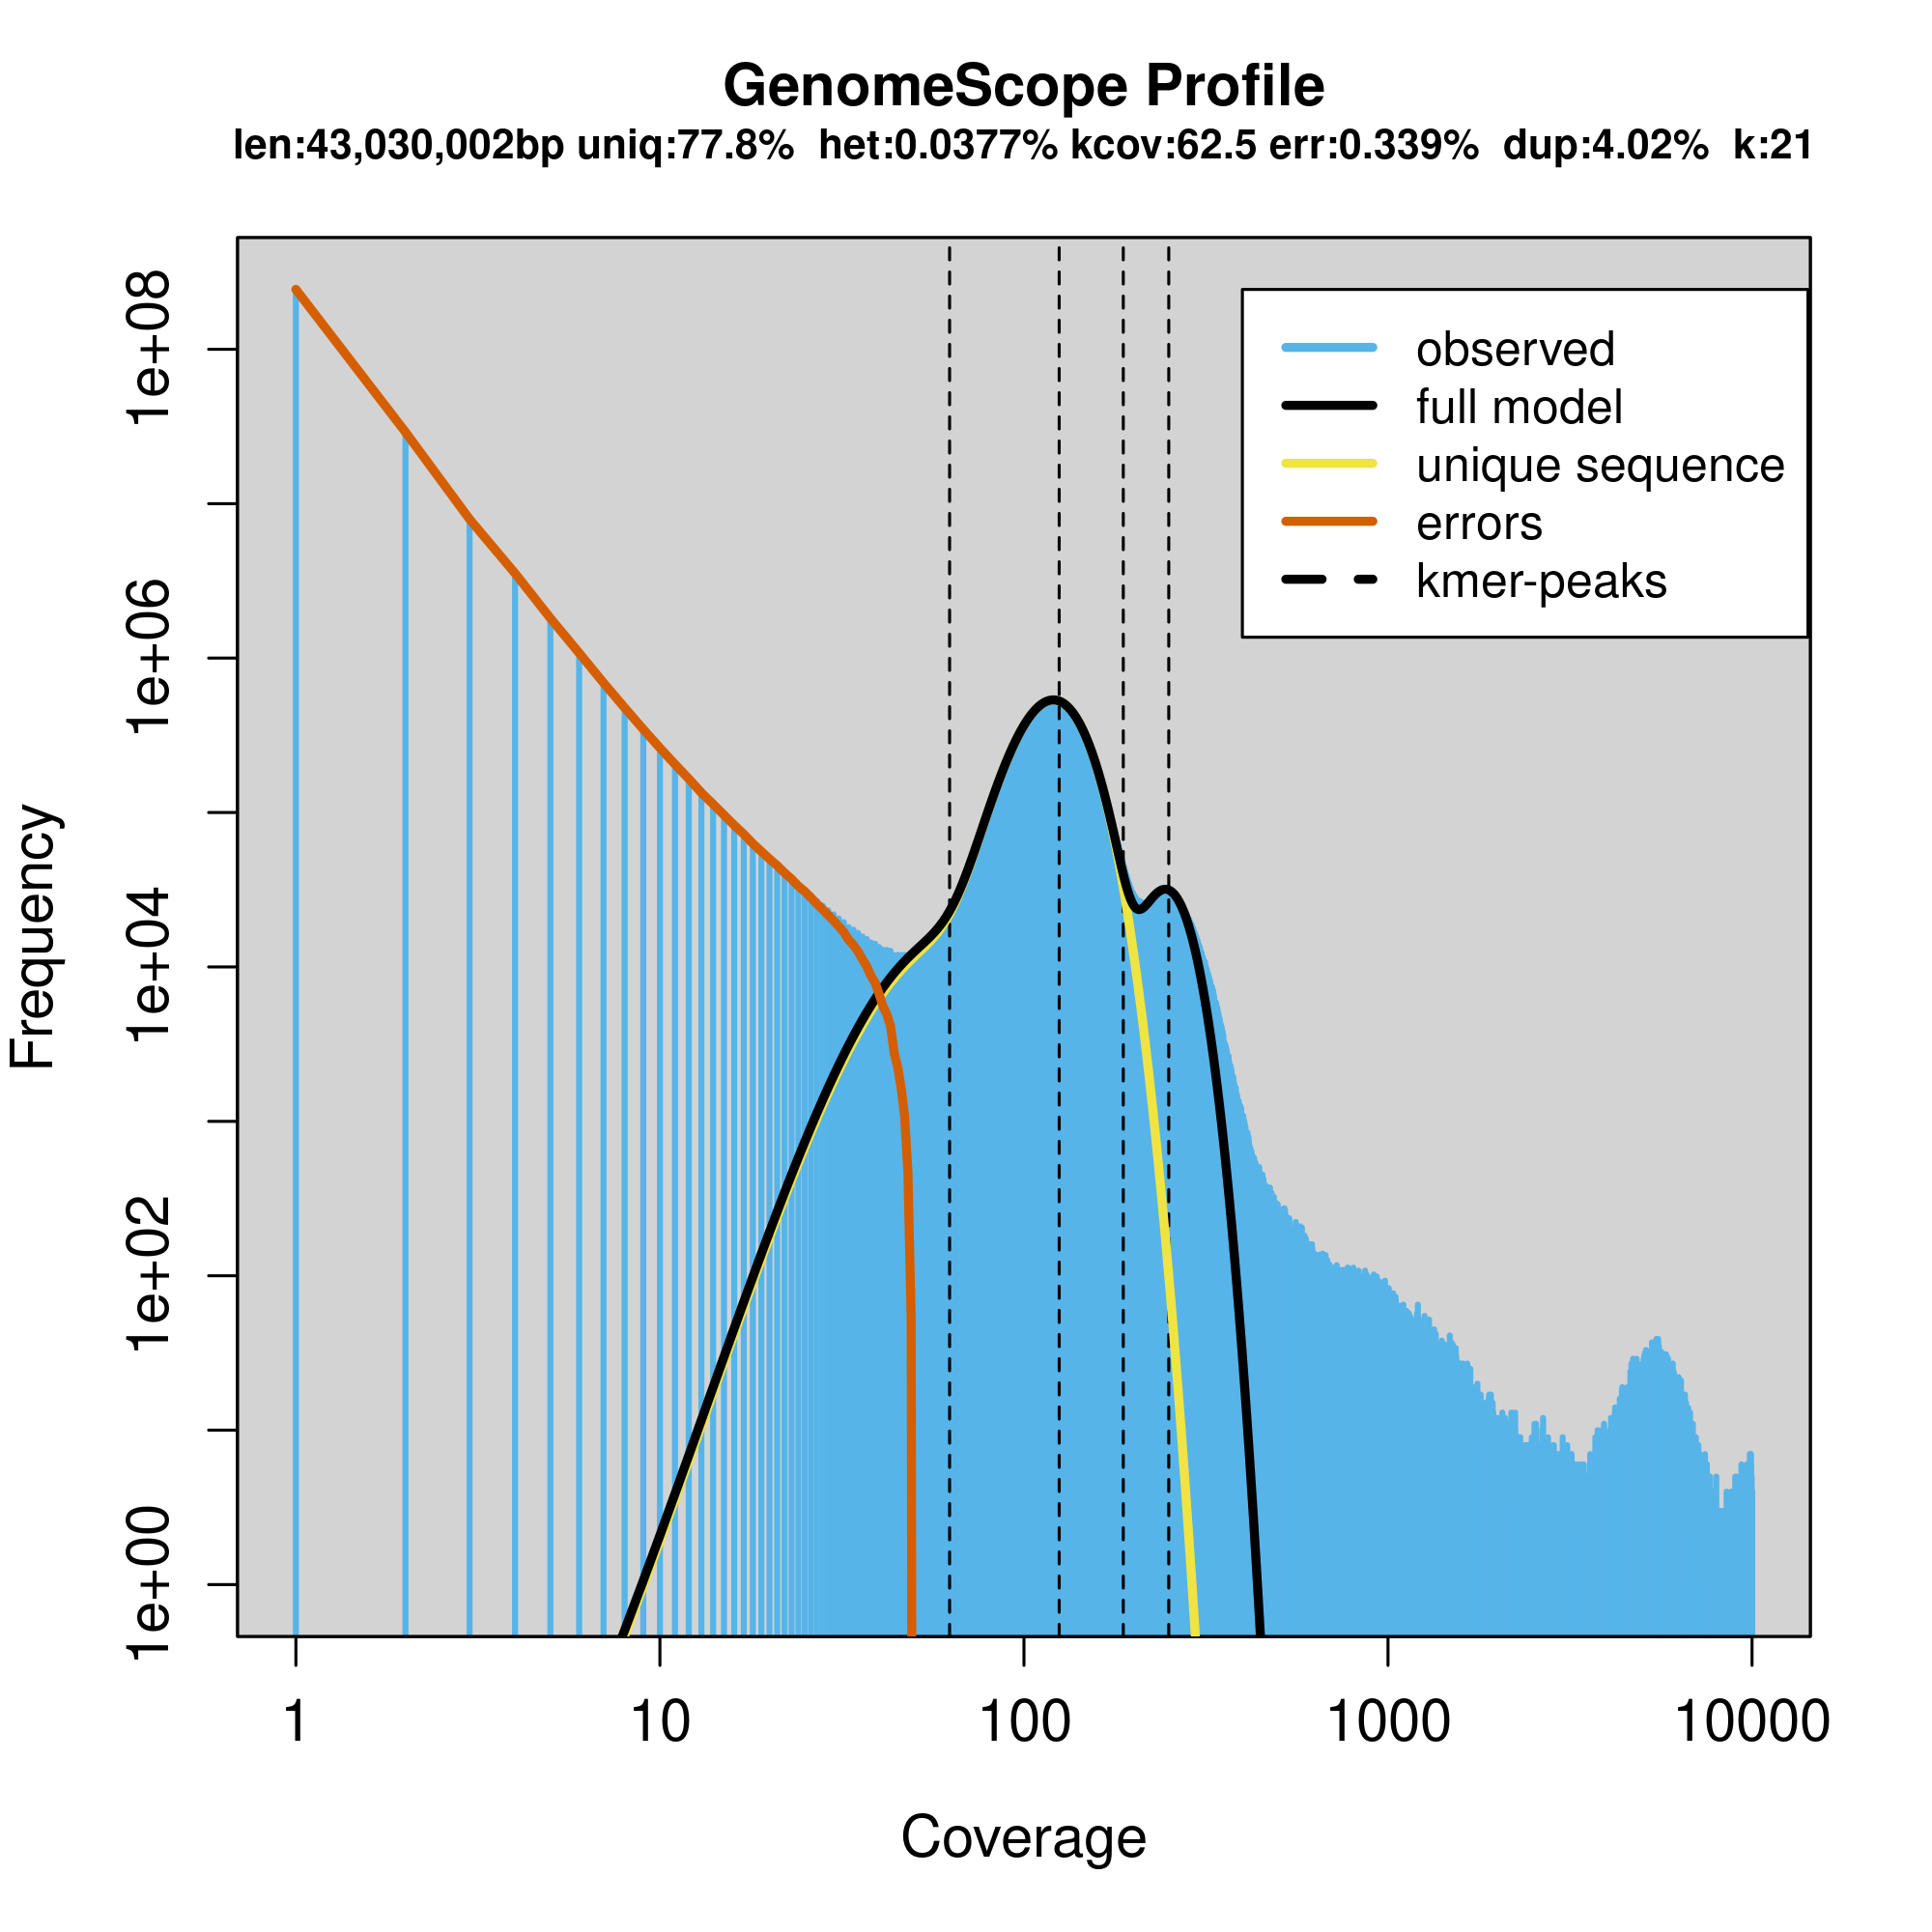 GenomeScope Profile
len:43,030,002bp uniq:77.8% het:0.0377% kcov:62.5 err:0.339% dup:4.02% k:21
observed
full model
unique sequence
errors
kmer-peaks
Frequency
1e+08
1e+06
1e+04
1e+02
1e+00
1 10 100 1000 10000
Coverage